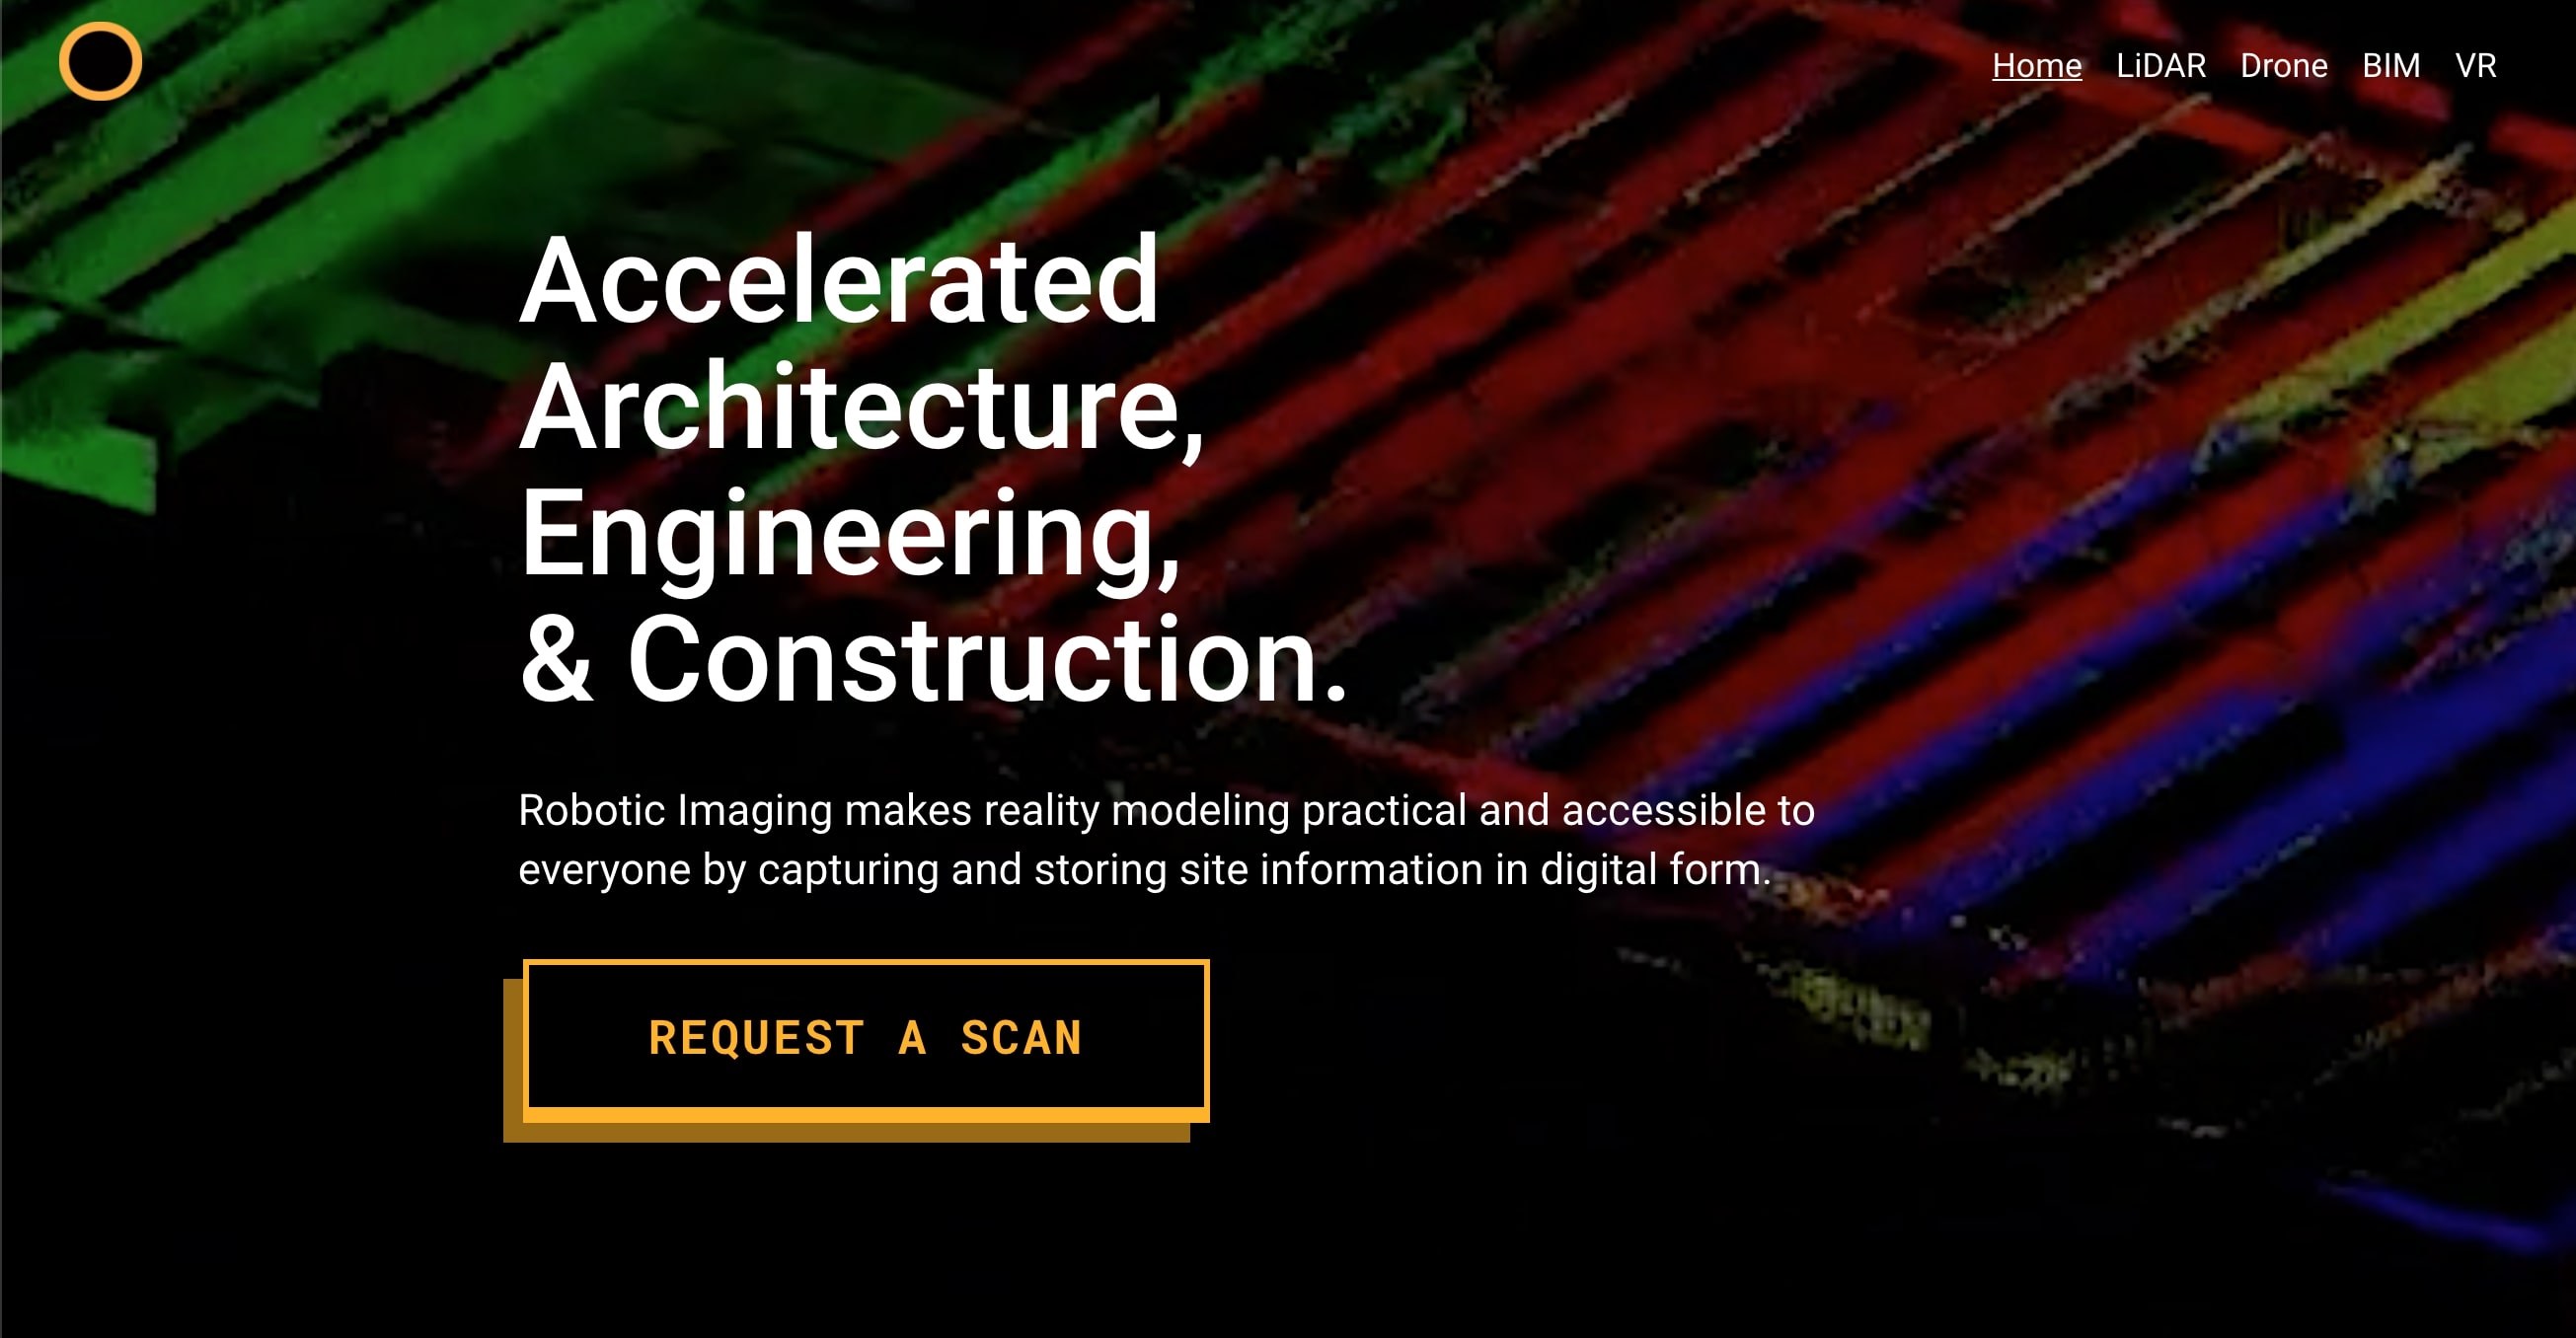 Home LiDAR Drone BIM VR
Accelerated
Architecture,
Engineering,
& Construction.
Robotic Imaging makes reality modeling practical and accessible to
everyone by capturing and storing site information in digital form.
REQUEST A SCAN